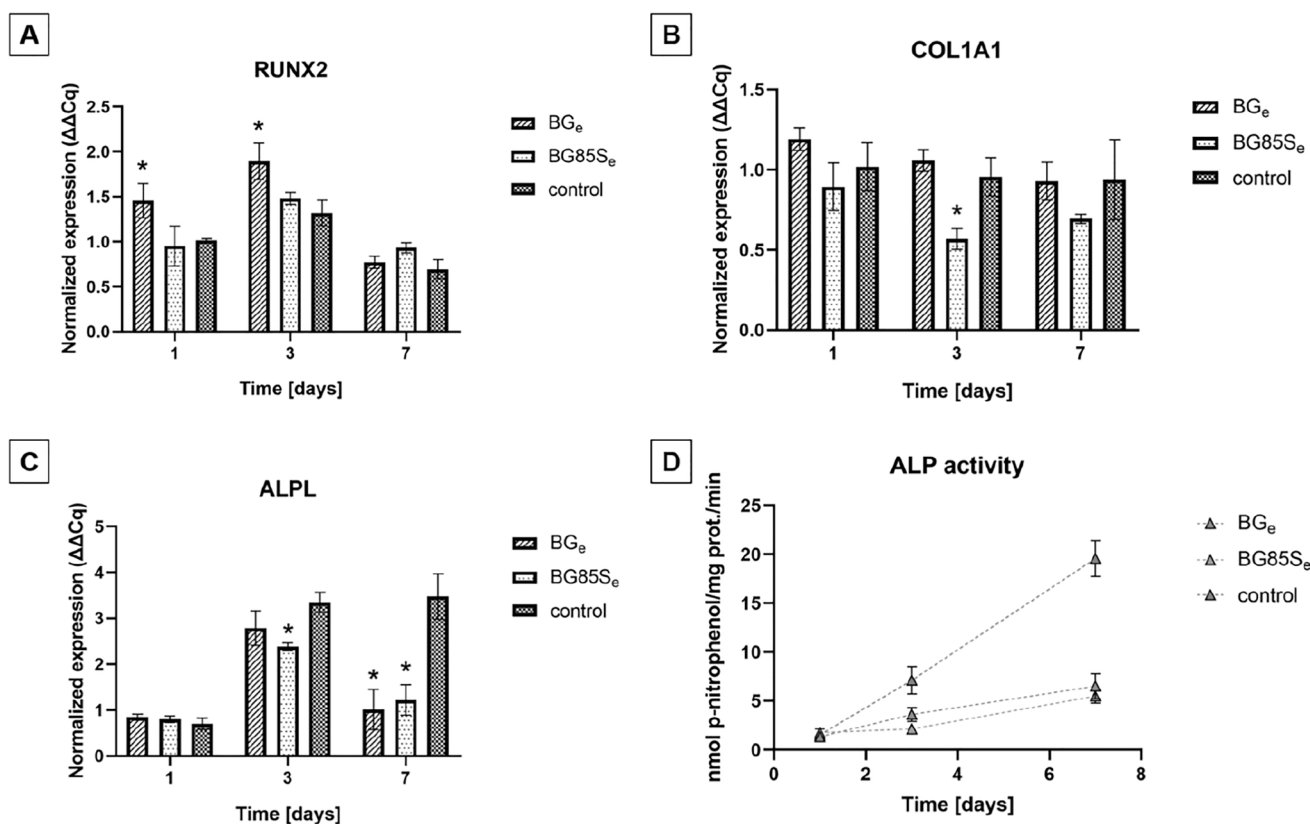 A
RUNX2
Normalized expression (ΔΔCq)
2.5
2.0
1.5
1.0
0.5
0.0
*
*
1
3
7
Time [days]
BGe
BG85Se
control
B
COL1A1
Normalized expression (ΔΔCq)
1.5
1.0
0.5
0.0
*
1
3
7
Time [days]
BGe
BG85Se
control
C
ALPL
Normalized expression (ΔΔCq)
5
4
3
2
1
0
*
*
*
1
3
7
Time [days]
BGe
BG85Se
control
D
ALP activity
nmol p-nitrophenol/mg prot./min
25
20
15
10
5
0
0
2
4
6
8
Time [days]
BGe
BG85Se
control